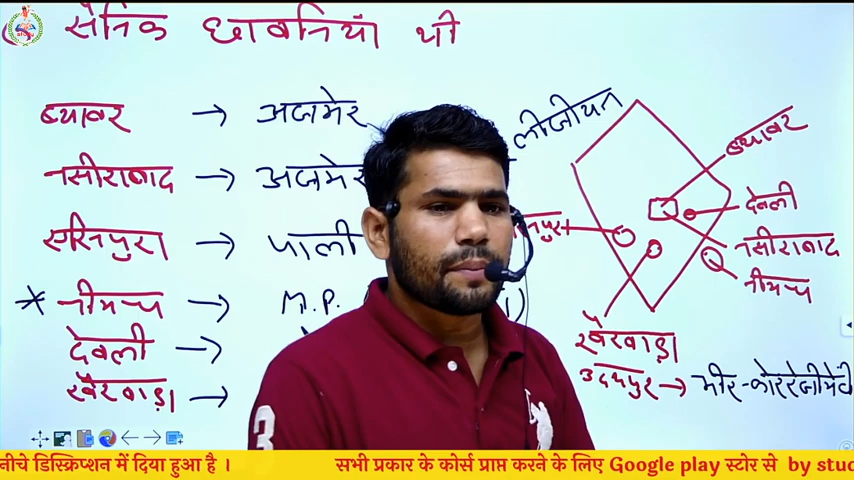 सैनिक छावनियाँ थी
ब्यावर → अजमेर
नसीराबाद → अजमेर
एरिनपुरा → पाली
* नीमच → M.P.
देवली →
खैरवाड़ा →
लीजीयन
ब्यावर
देवली
नसीराबाद
नीमच
खैरवाड़ा
उदयपुर →
नीचे डिस्क्रिप्शन में दिया हुआ है ।
सभी प्रकार के कोर्स प्राप्त करने के लिए Google play स्टोर से by stud